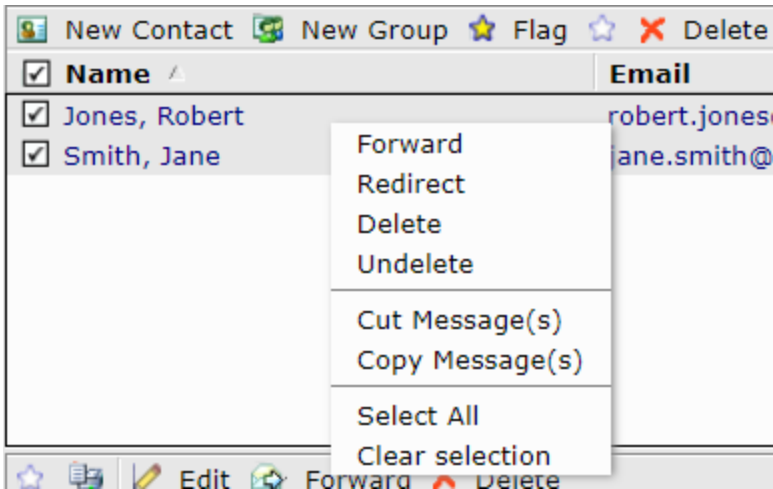 New Contact New Group Flag Delete
Name Email
Jones, Robert robert.jones
Smith, Jane jane.smith@
Forward
Redirect
Delete
Undelete
Cut Message(s)
Copy Message(s)
Select All
Clear selection
Edit Forward Delete